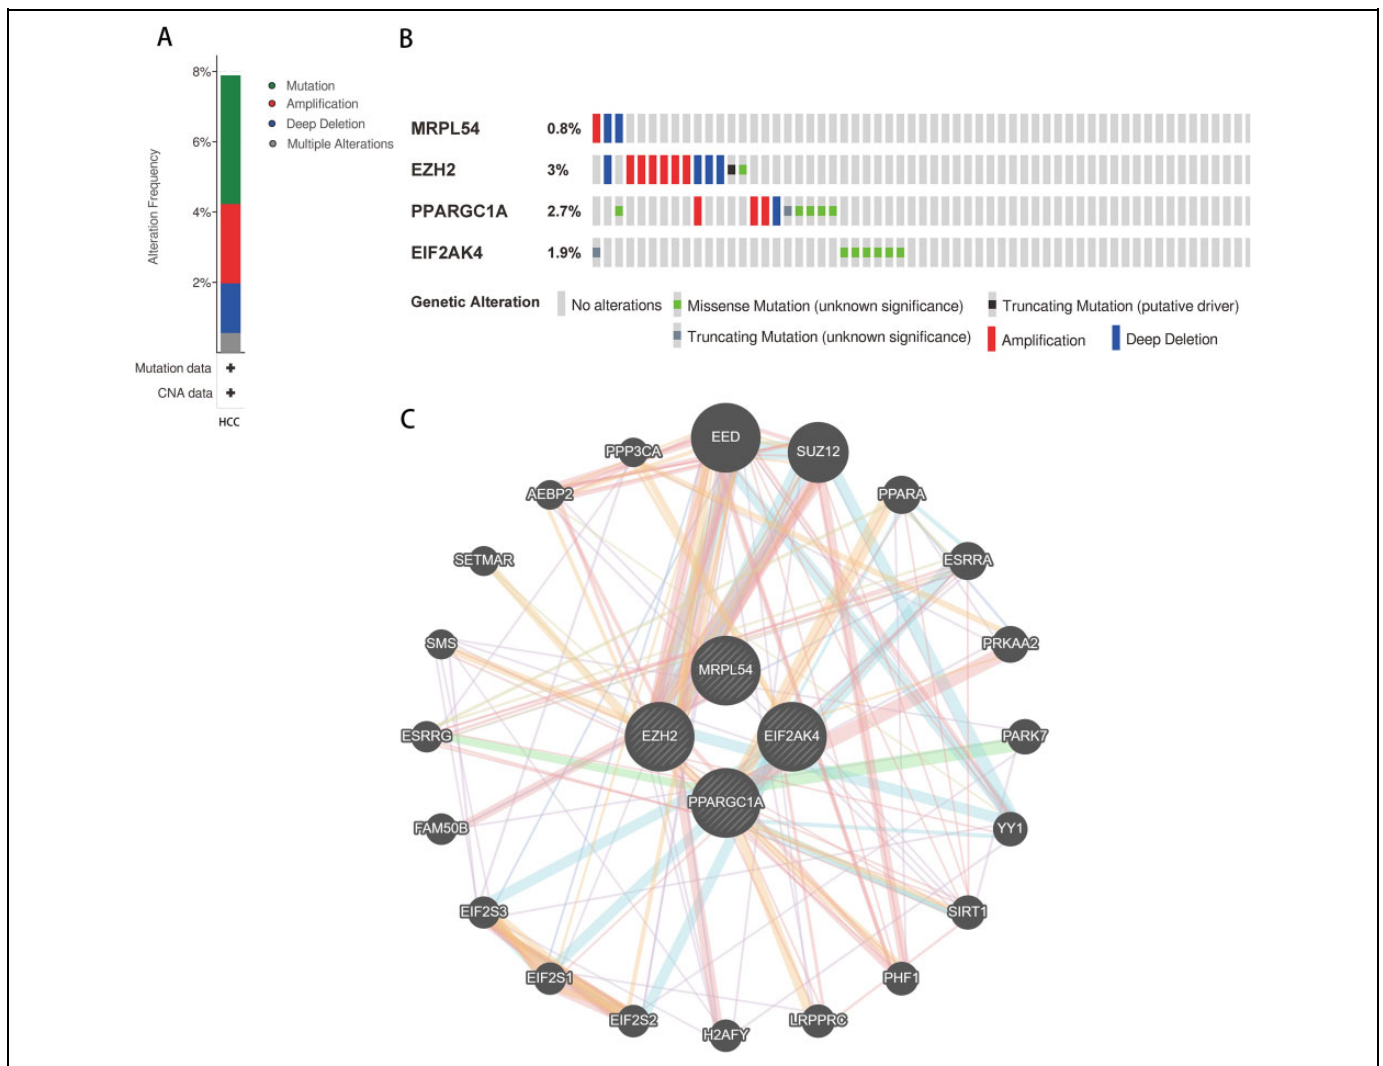 A
8%
6%
4%
2%
Alteration Frequency
Mutation
Amplification
Deep Deletion
Multiple Alterations
Mutation data +
CNA data +
HCC
B
MRPL54 0.8%
EZH2 3%
PPARGC1A 2.7%
EIF2AK4 1.9%
Genetic Alteration No alterations Missense Mutation (unknown significance) Truncating Mutation (putative driver)
Truncating Mutation (unknown significance) Amplification Deep Deletion
C
EED
SUZ12
PPP3CA
AEBP2
PPARA
SETMAR
ESRRA
SMS
PRKAA2
MRPL54
ESRRG
EZH2
EIF2AK4
PARK7
PPARGC1A
FAM50B
YY1
EIF2S3
SIRT1
EIF2S1
PHF1
EIF2S2
H2AFY
LRPPRC